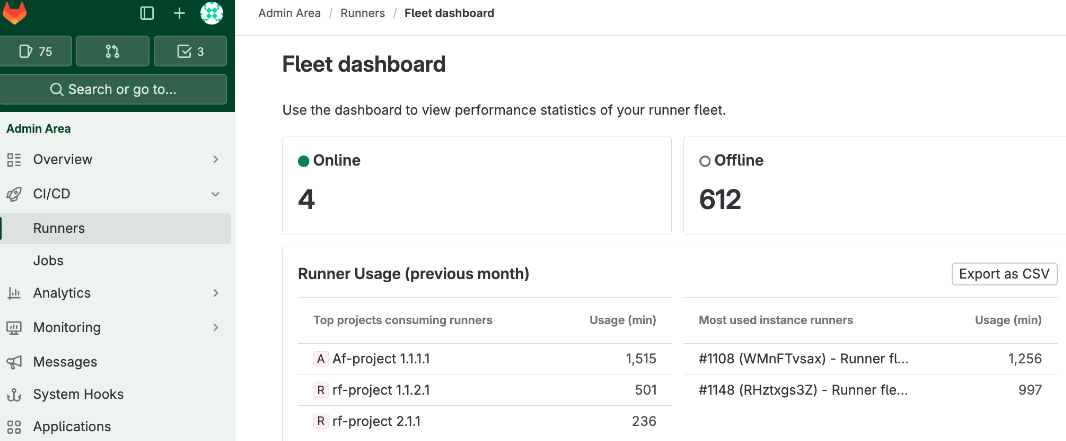 Admin Area / Runners / Fleet dashboard
75
3
Search or go to...
Admin Area
Overview
CI/CD
Runners
Jobs
Analytics
Monitoring
Messages
System Hooks
Applications
Fleet dashboard
Use the dashboard to view performance statistics of your runner fleet.
Online
4
Offline
612
Runner Usage (previous month)
Export as CSV
Top projects consuming runners Usage (min)
A Af-project 1.1.1.1 1,515
R rf-project 1.1.2.1 501
R rf-project 2.1.1 236
Most used instance runners Usage (min)
#1108 (WMnFTvsax) - Runner fl... 1,256
#1148 (RHztxgs3Z) - Runner fle... 997